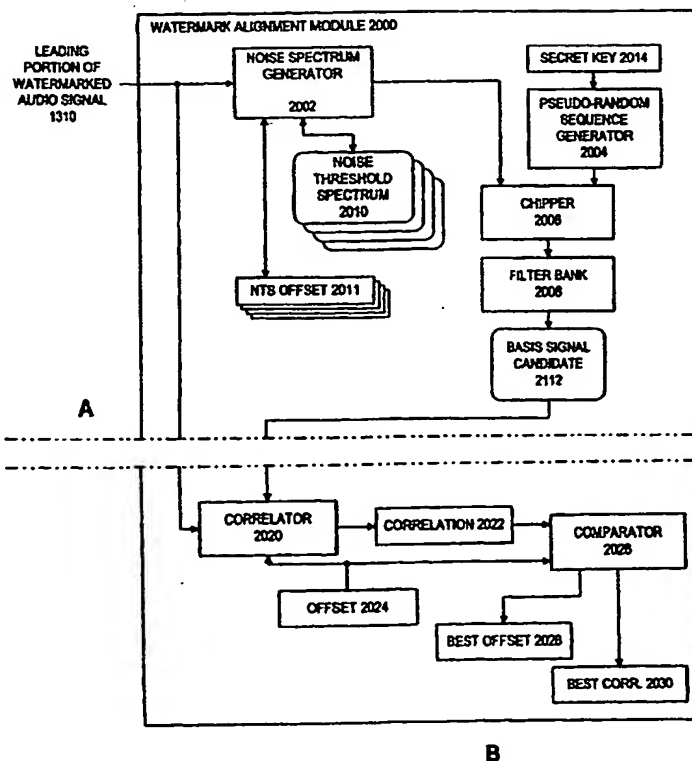 WATERMARK ALIGNMENT MODULE 2000
LEADING
PORTION OF
WATERMARKED
AUDIO SIGNAL
1310
NOISE SPECTRUM
GENERATOR
2002
SECRET KEY 2014
PSEUDO-RANDOM
SEQUENCE
GENERATOR
2004
NOISE
THRESHOLD
SPECTRUM
2010
CHIPPER
2006
NTS OFFSET 2011
FILTER BANK
2008
BASIS SIGNAL
CANDIDATE
2112
A
CORRELATOR
2020
CORRELATION 2022
COMPARATOR
2026
OFFSET 2024
BEST OFFSET 2028
BEST CORR. 2030
B